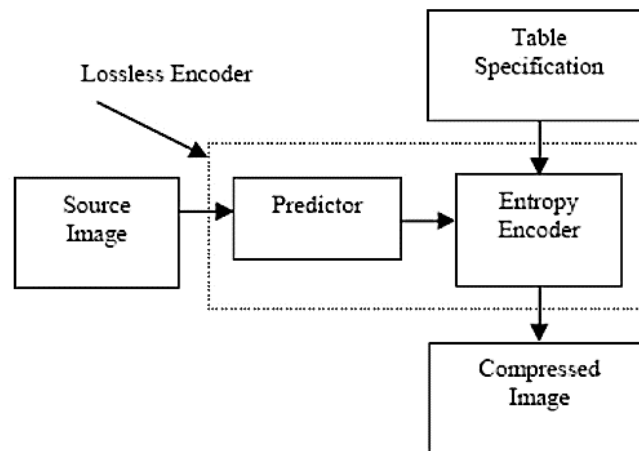 Table
Specification
Lossless Encoder
Source
Image
Predictor
Entropy
Encoder
Compressed
Image